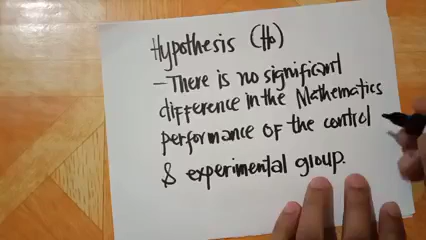 Hypothesis (Ho)
- There is no significant
difference in the Mathematics
performance of the control
& experimental group.